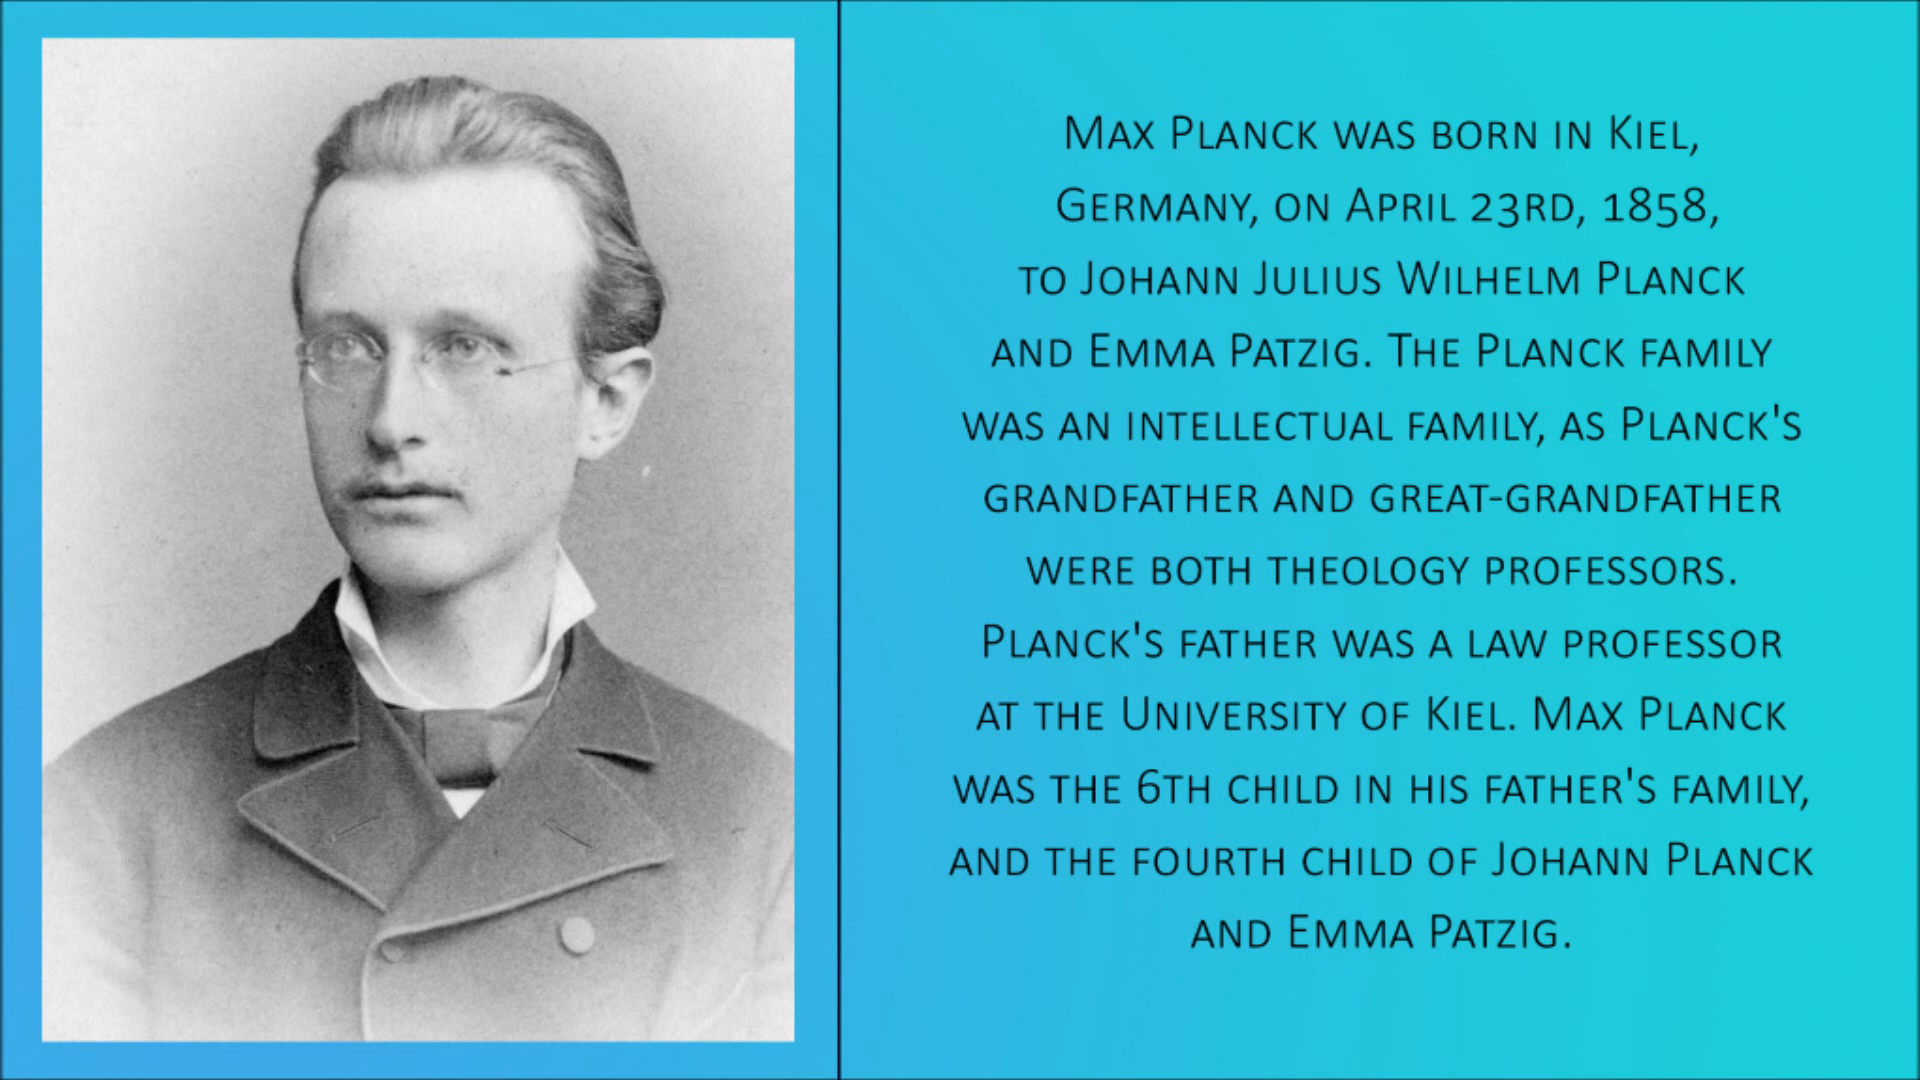 Max Planck was born in Kiel,
Germany, on April 23rd, 1858,
to Johann Julius Wilhelm Planck
and Emma Patzig. The Planck family
was an intellectual family, as Planck's
grandfather and great-grandfather
were both theology professors.
Planck's father was a law professor
at the University of Kiel. Max Planck
was the 6th child in his father's family,
and the fourth child of Johann Planck
and Emma Patzig.